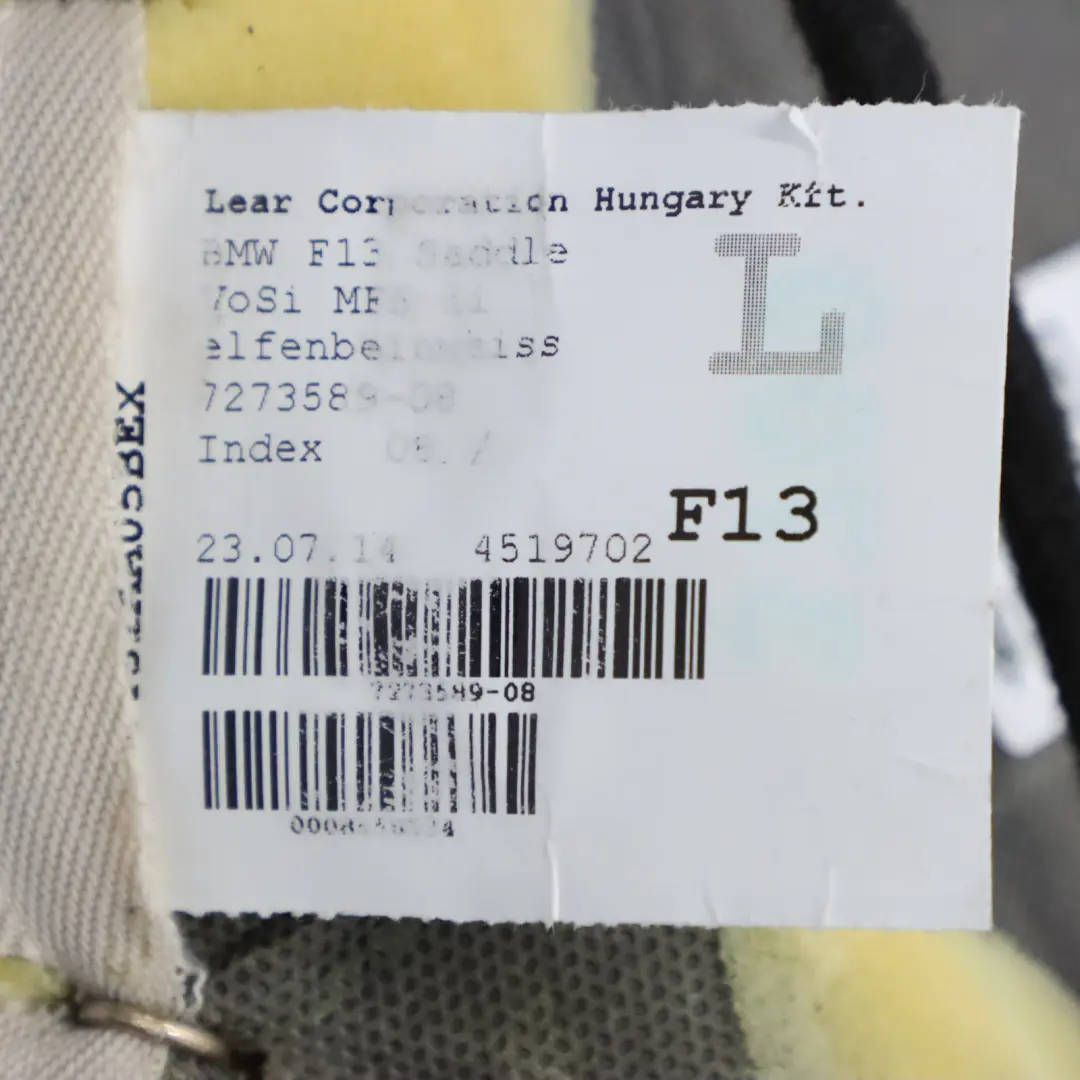 Lear Corporation Hungary Kft.
BMW F13 Saddle
VoSi
L
elfenbeinweiss
7273589-08
Index
F13
23.07.14 4519702
7273589-08